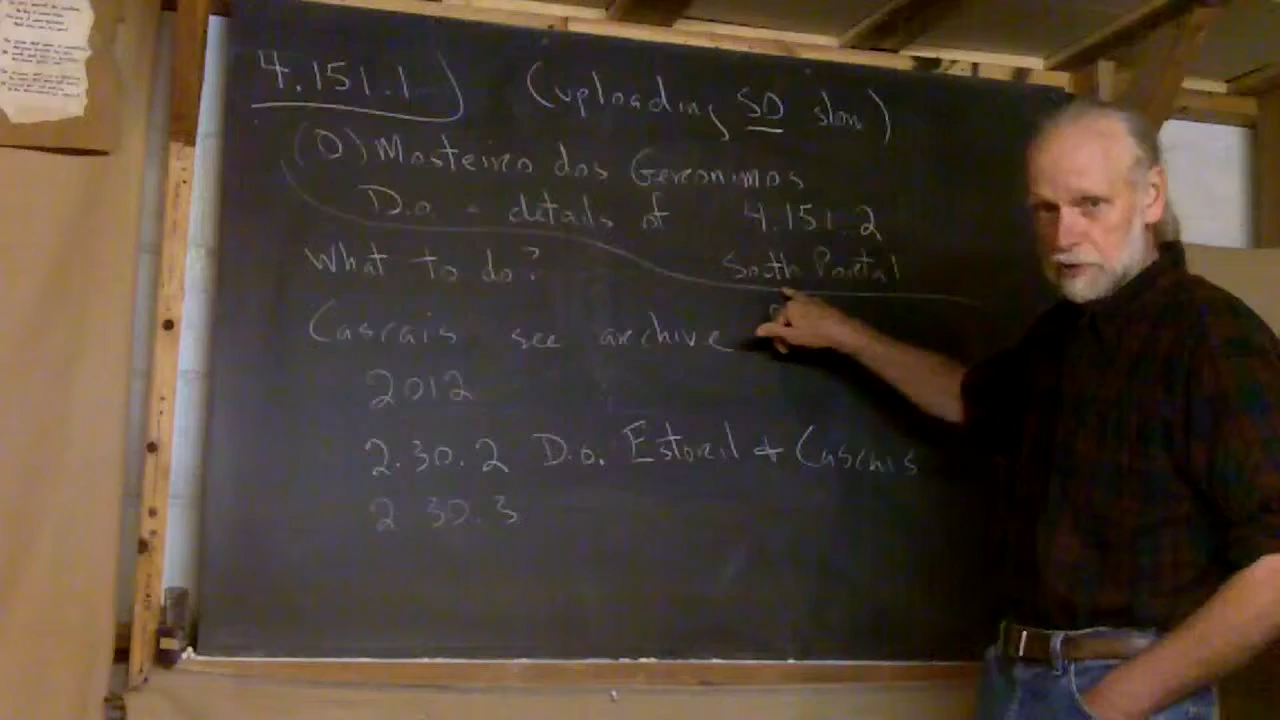 4.151.1) (uploading SD slow)
(0) Mosteiro dos Geronimos
D.o. - details of 4.151.2
What to do? South Portal
Cascais see archive
2012
2.30.2 D.o. Estoril & Cascais
2 30.3